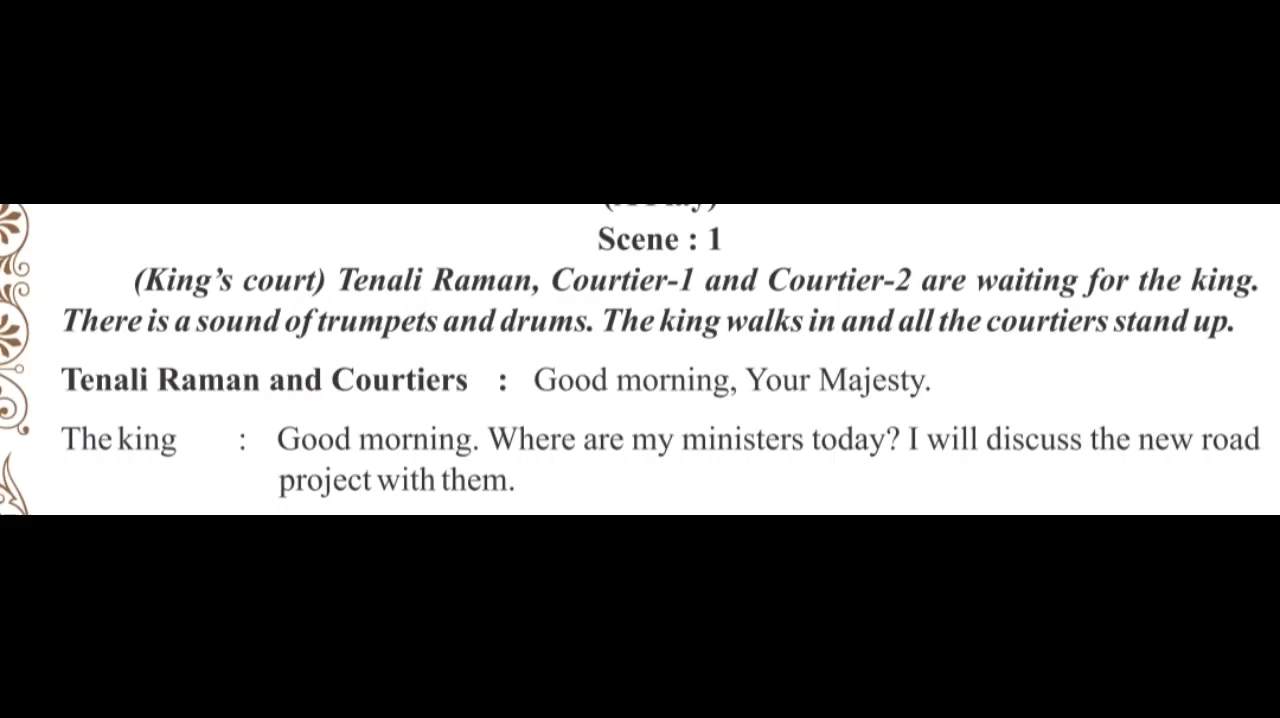 Scene : 1
(King’s court) Tenali Raman, Courtier-1 and Courtier-2 are waiting for the king.
There is a sound of trumpets and drums. The king walks in and all the courtiers stand up.
Tenali Raman and Courtiers : Good morning, Your Majesty.
The king : Good morning. Where are my ministers today? I will discuss the new road
project with them.